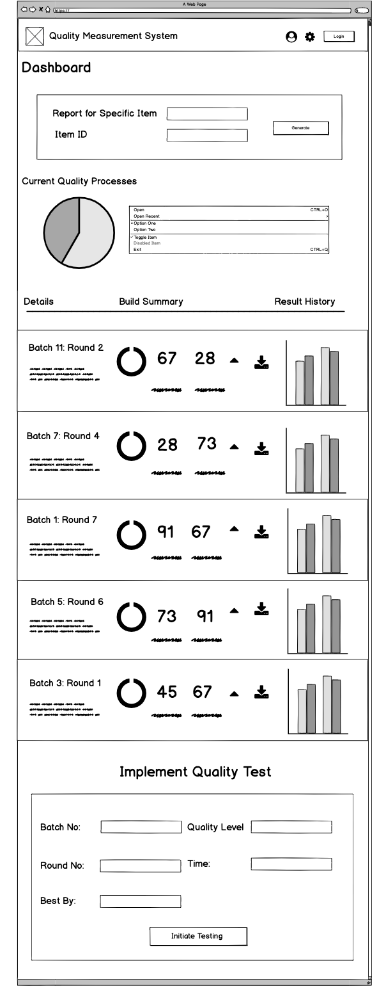 A Web Page
https://
Quality Measurement System
Login
Dashboard
Report for Specific Item
Item ID
Generate
Current Quality Processes
Open CTRL+O
Open Recent
Option One
Option Two
Toggle Item
Disabled Item
Exit CTRL+Q
Details Build Summary Result History
Batch 11: Round 2
67 28
Batch 7: Round 4
28 73
Batch 1: Round 7
91 67
Batch 5: Round 6
73 91
Batch 3: Round 1
45 67
Implement Quality Test
Batch No: Quality Level
Round No: Time:
Best By:
Initiate Testing